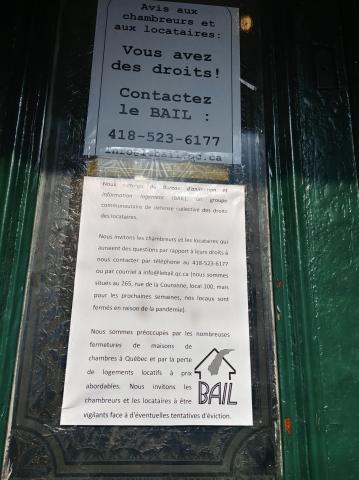 Avis aux
chambreurs et
aux locataires:
Vous avez
des droits!
Contactez
le BAIL :
418-523-6177
info@lebail.qc.ca
Nous sommes du Bureau d'animation et
information logement (BAIL), un groupe
communautaire de défense collective des droits
des locataires.
Nous invitons les chambreurs et les locataires qui
auraient des questions par rapport à leurs droits à
nous contacter par téléphone au 418-523-6177
ou par courriel à info@lebail.qc.ca (nous sommes
situés au 265, rue de la Couronne, local 100, mais
pour les prochaines semaines, nos locaux sont
fermés en raison de la pandémie).
Nous sommes préoccupés par les nombreuses
fermetures de maisons de
chambres à Québec et par la perte
de logements locatifs à prix
abordables. Nous invitons les
chambreurs et les locataires à être
vigilants face à d'éventuelles tentatives d'éviction.
BAIL